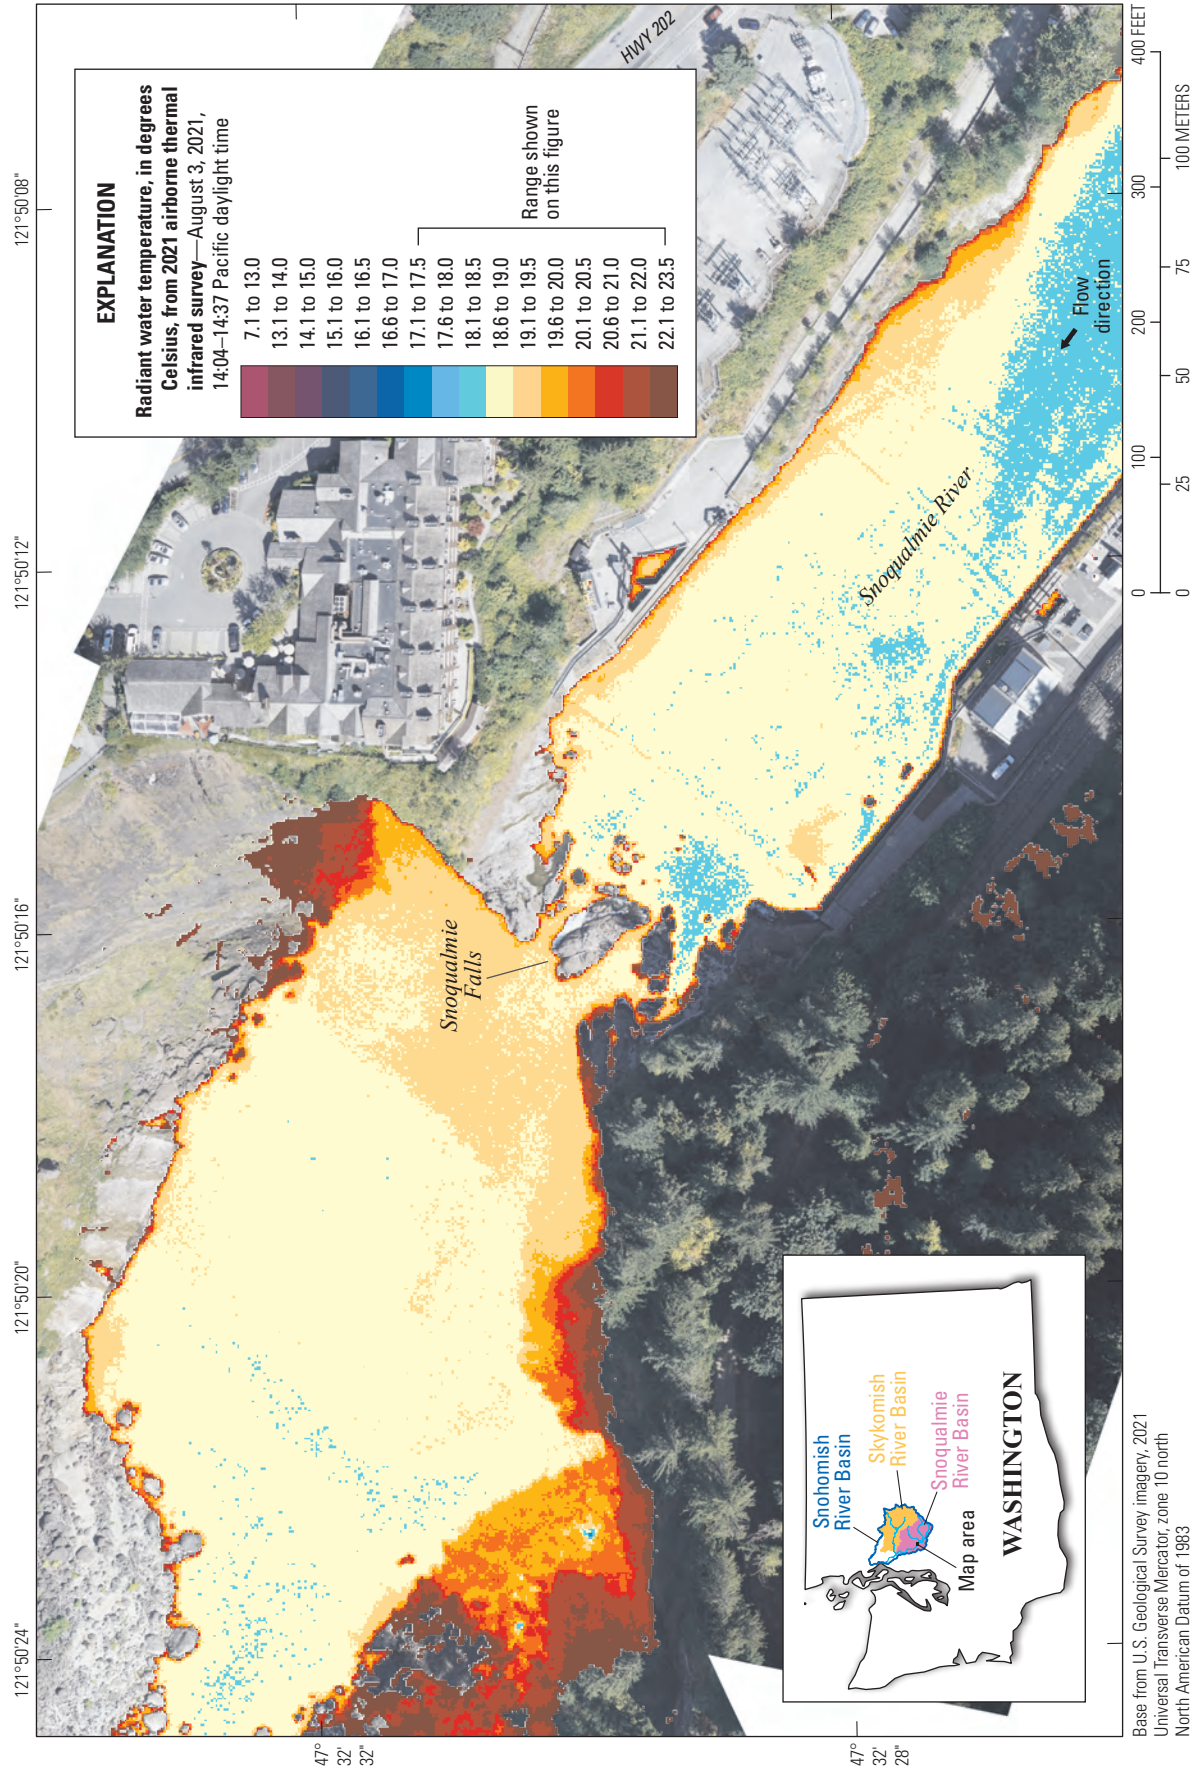 121°50'24"
121°50'20"
121°50'16"
121°50'12"
121°50'08"
47°
32'
32"
47°
32'
28"
EXPLANATION
Radiant water temperature, in degrees
Celsius, from 2021 airborne thermal
infrared survey—August 3, 2021,
14:04–14:37 Pacific daylight time
7.1 to 13.0
13.1 to 14.0
14.1 to 15.0
15.1 to 16.0
16.1 to 16.5
16.6 to 17.0
17.1 to 17.5
17.6 to 18.0
18.1 to 18.5
18.6 to 19.0
19.1 to 19.5
19.6 to 20.0
20.1 to 20.5
20.6 to 21.0
21.1 to 22.0
22.1 to 23.5
Range shown
on this figure
HWY 202
Snoqualmie
Falls
Snoqualmie River
Flow
direction
Snohomish
River Basin
Skykomish
River Basin
Snoqualmie
River Basin
Map area
WASHINGTON
Base from U.S. Geological Survey imagery, 2021
Universal Transverse Mercator, zone 10 north
North American Datum of 1983
0 100 200 300 400 FEET
0 25 50 75 100 METERS